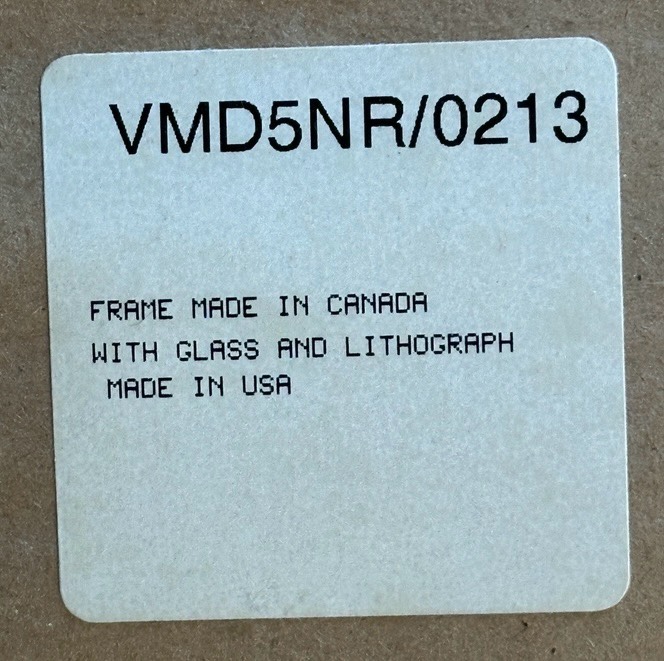 VMD5NR/0213
FRAME MADE IN CANADA
WITH GLASS AND LITHOGRAPH
MADE IN USA